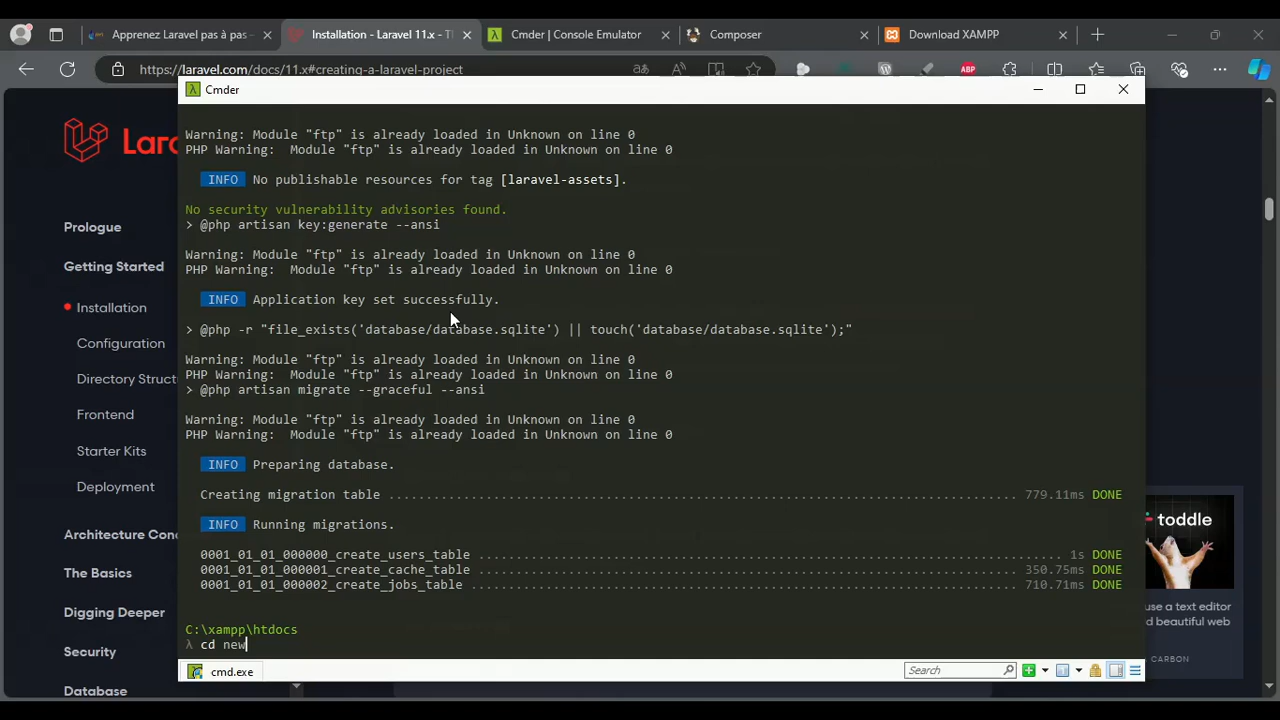 Apprenez Laravel pas à pas -
Installation - Laravel 11.x - T
Cmder | Console Emulator
Composer
Download XAMPP
https://laravel.com/docs/11.x#creating-a-laravel-project
ABP
Cmder
Prologue
Getting Started
Installation
Configuration
Directory Struct
Frontend
Starter Kits
Deployment
Architecture Con
The Basics
Digging Deeper
Security
Database
Warning: Module "ftp" is already loaded in Unknown on line 0
PHP Warning:  Module "ftp" is already loaded in Unknown on line 0
INFO  No publishable resources for tag [laravel-assets].
No security vulnerability advisories found.
> @php artisan key:generate --ansi
Warning: Module "ftp" is already loaded in Unknown on line 0
PHP Warning:  Module "ftp" is already loaded in Unknown on line 0
INFO  Application key set successfully.
> @php -r "file_exists('database/database.sqlite') || touch('database/database.sqlite');"
Warning: Module "ftp" is already loaded in Unknown on line 0
PHP Warning:  Module "ftp" is already loaded in Unknown on line 0
> @php artisan migrate --graceful --ansi
Warning: Module "ftp" is already loaded in Unknown on line 0
PHP Warning:  Module "ftp" is already loaded in Unknown on line 0
INFO  Preparing database.
Creating migration table ................................................................................... 779.11ms DONE
INFO  Running migrations.
0001_01_01_000000_create_users_table ............................................................................. 1s DONE
0001_01_01_000001_create_cache_table ....................................................................... 350.75ms DONE
0001_01_01_000002_create_jobs_table ........................................................................ 710.71ms DONE
C:\xampp\htdocs
λ cd new
cmd.exe
Search
toddle
use a text editor
d beautiful web
CARBON